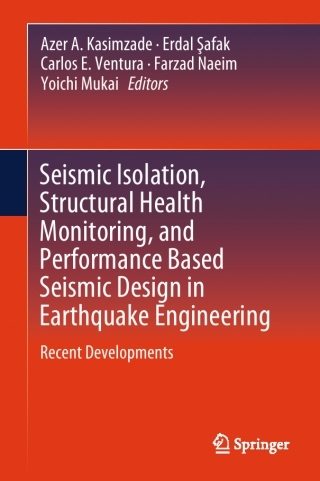 Azer A. Kasimzade · Erdal Şafak
Carlos E. Ventura · Farzad Naeim
Yoichi Mukai Editors
Seismic Isolation,
Structural Health
Monitoring, and
Performance Based
Seismic Design in
Earthquake Engineering
Recent Developments
Springer